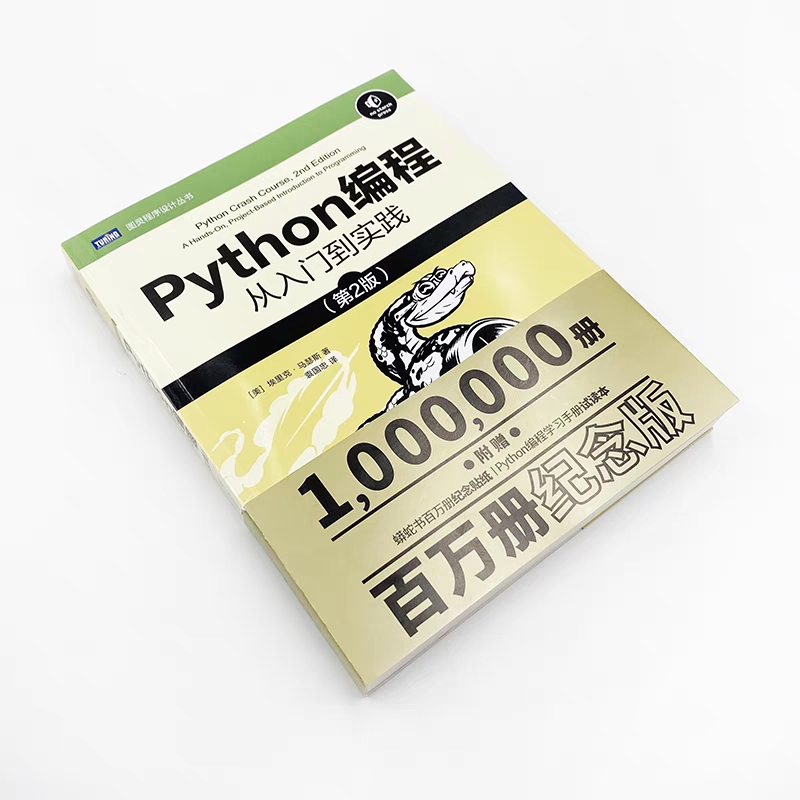 no starch
press
TURING 图灵程序设计丛书
Python Crash Course, 2nd Edition
A Hands-On, Project-Based Introduction to Programming
Python编程
从入门到实践
(第2版)
[美] 埃里克·马瑟斯 著
袁国忠 译
1,000,000册
•附赠•
蟒蛇书百万册纪念贴纸 | Python编程学习手册试读本
百万册纪念版